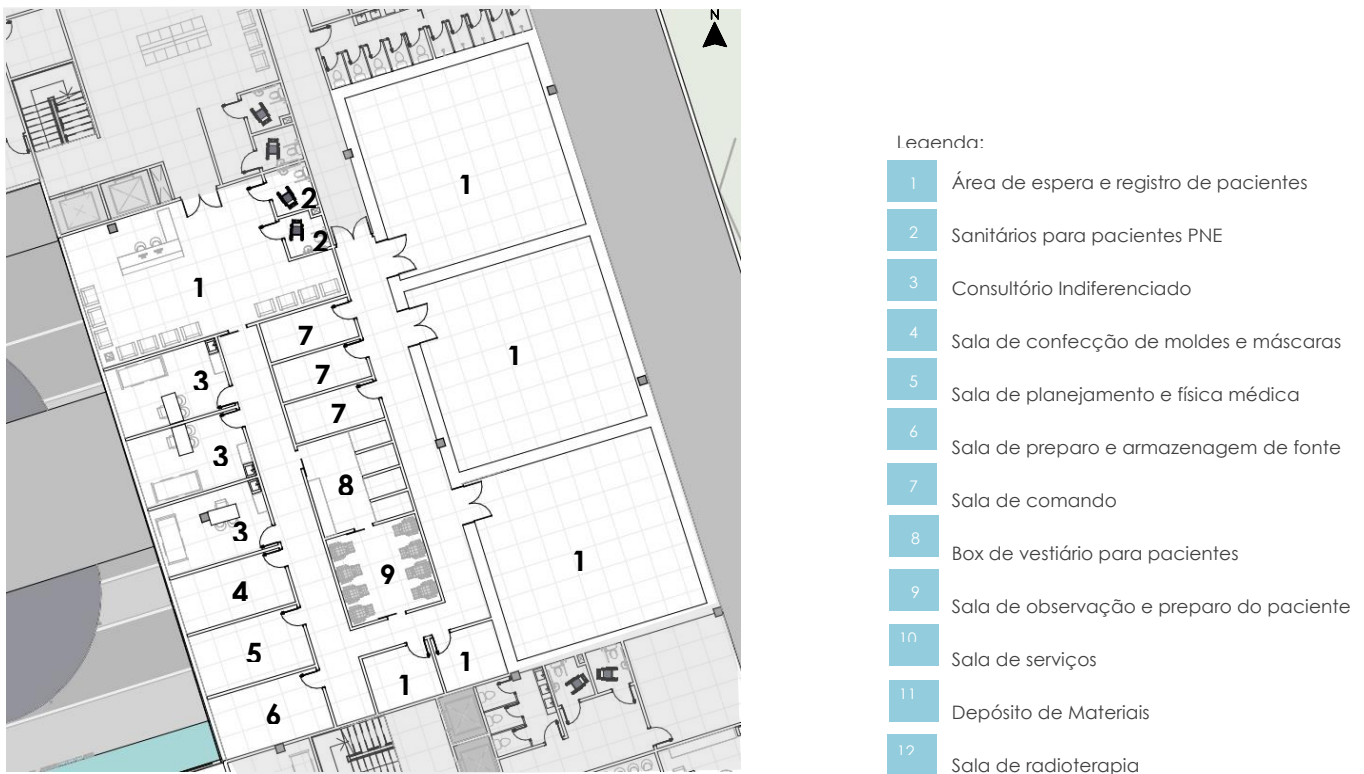 N
1
2
2
1
7
1
3
7
7
3
8
1
3
9
4
5
1
1
6
Legenda:
1 Área de espera e registro de pacientes
2 Sanitários para pacientes PNE
3 Consultório Indiferenciado
4 Sala de confecção de moldes e máscaras
5 Sala de planejamento e física médica
6 Sala de preparo e armazenagem de fonte
7 Sala de comando
8 Box de vestiário para pacientes
9 Sala de observação e preparo do paciente
10 Sala de serviços
11 Depósito de Materiais
12 Sala de radioterapia